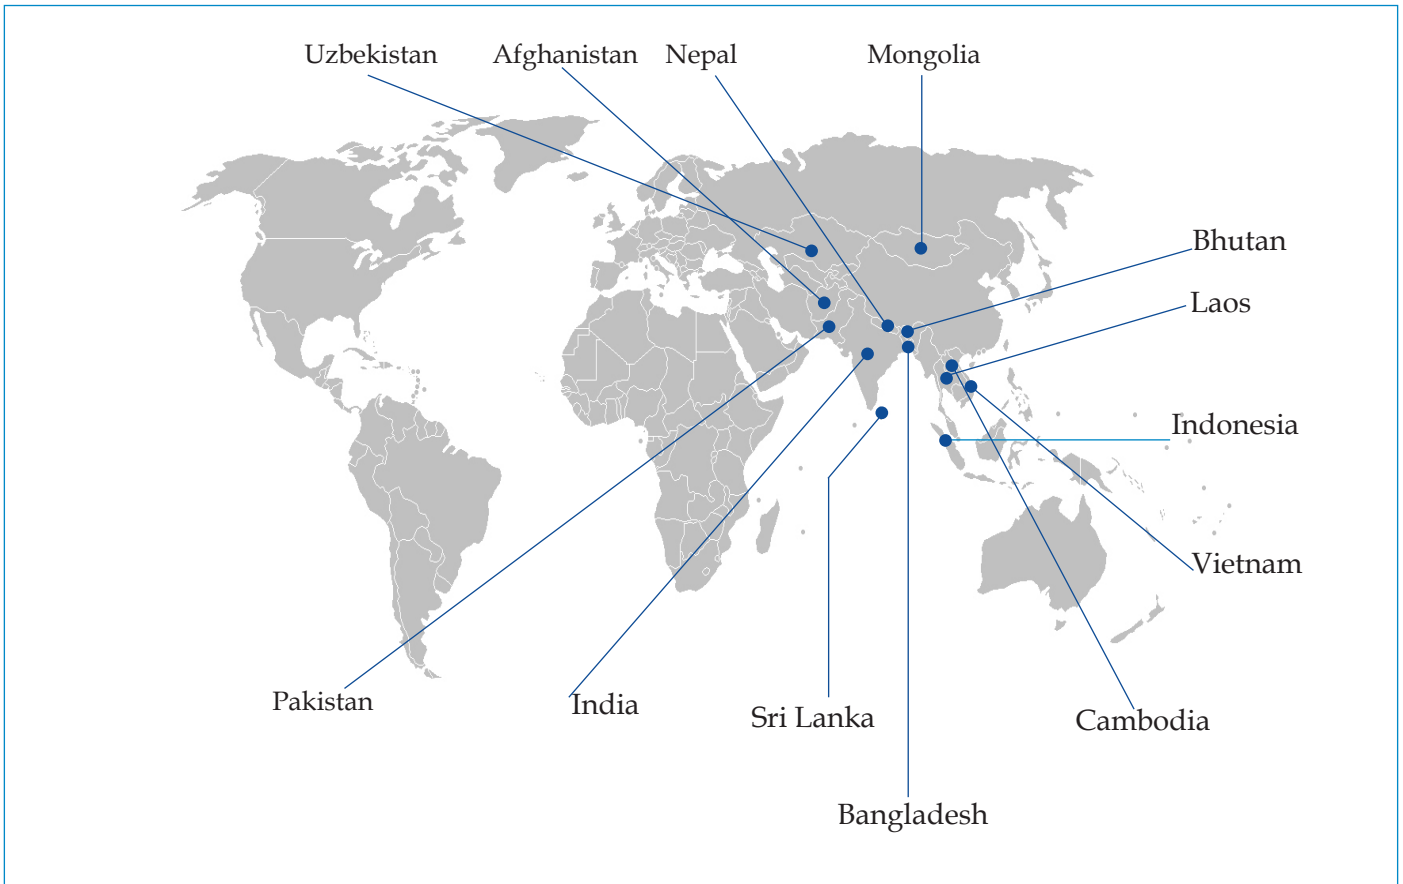 Uzbekistan
Afghanistan
Nepal
Mongolia
Bhutan
Laos
Indonesia
Vietnam
Pakistan
India
Sri Lanka
Cambodia
Bangladesh